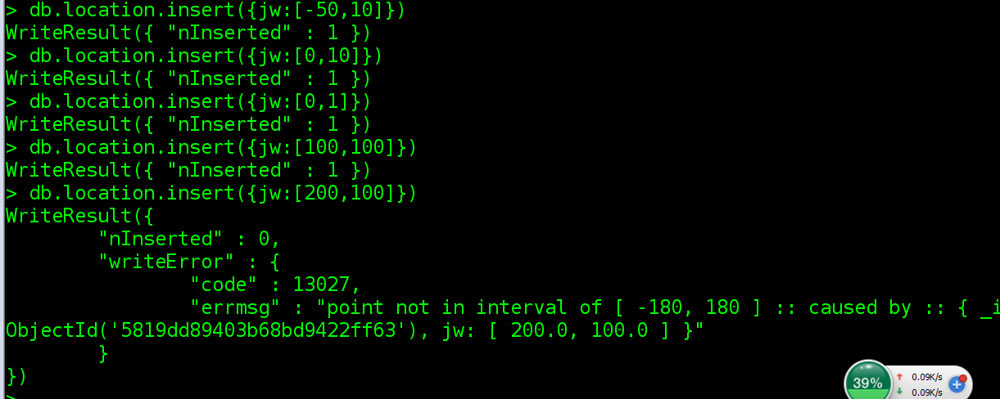 > db.location.insert({jw:[-50,10]})
WriteResult({ "nInserted" : 1 })
> db.location.insert({jw:[0,10]})
WriteResult({ "nInserted" : 1 })
> db.location.insert({jw:[0,1]})
WriteResult({ "nInserted" : 1 })
> db.location.insert({jw:[100,100]})
WriteResult({ "nInserted" : 1 })
> db.location.insert({jw:[200,100]})
WriteResult({
        "nInserted" : 0,
        "writeError" : {
                "code" : 13027,
                "errmsg" : "point not in interval of [ -180, 180 ] :: caused by :: { _i
ObjectId('5819dd89403b68bd9422ff63'), jw: [ 200.0, 100.0 ] }"
        }
})
>
39%
0.09K/s
0.09K/s